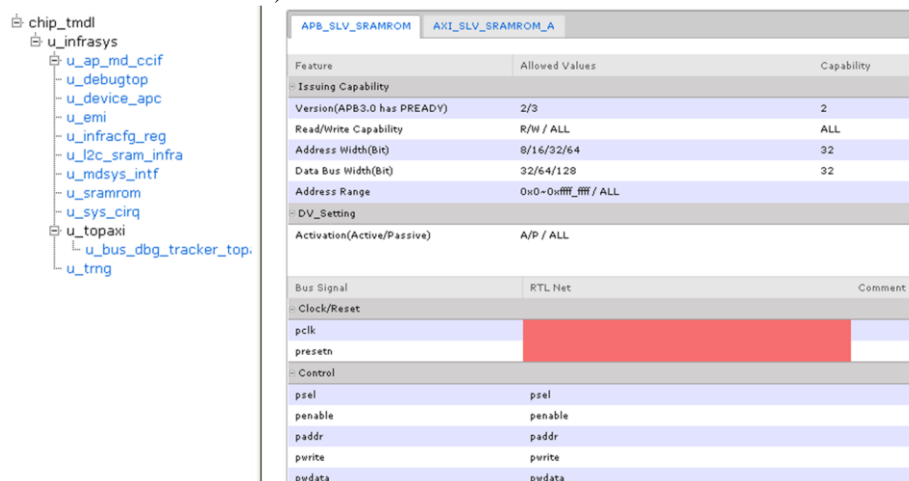 chip_tmdl
u_infrasys
u_ap_md_ccif
u_debugtop
u_device_apc
u_emi
u_infracfg_reg
u_l2c_sram_infra
u_mdsys_intf
u_sramrom
u_sys_cirq
u_topaxi
u_bus_dbg_tracker_top
u_trng
APB_SLV_SRAMROM AXI_SLV_SRAMROM_A
Feature Allowed Values Capability
Issuing Capability
Version(APB3.0 has PREADY) 2/3 2
Read/Write Capability R/W / ALL ALL
Address Width(Bit) 8/16/32/64 32
Data Bus Width(Bit) 32/64/128 32
Address Range 0x0~0xffff_ffff / ALL
DV_Setting
Activation(Active/Passive) A/P / ALL
Bus Signal RTL Net Comment
Clock/Reset
pclk
presetn
Control
psel psel
penable penable
paddr paddr
pwrite pwrite
pwdata pwdata